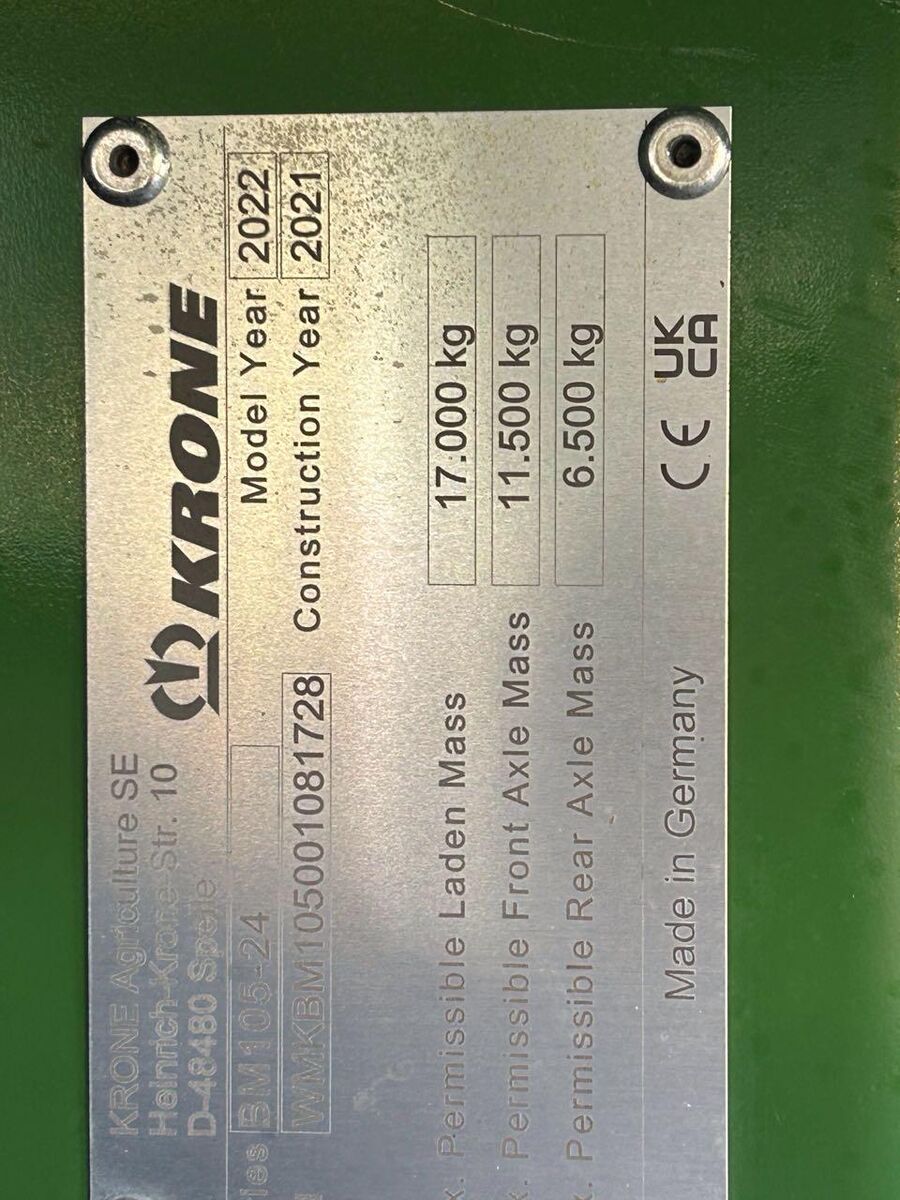 KRONE Agriculture SE
Heinrich-Krone-Str. 10
D-48480 Spelle
KRONE
ies BM105-24 Model Year 2022
WMKBM105001081728 Construction Year 2021
x. Permissible Laden Mass 17.000 kg
x. Permissible Front Axle Mass 11.500 kg
x. Permissible Rear Axle Mass 6.500 kg
Made in Germany CE UK
CA